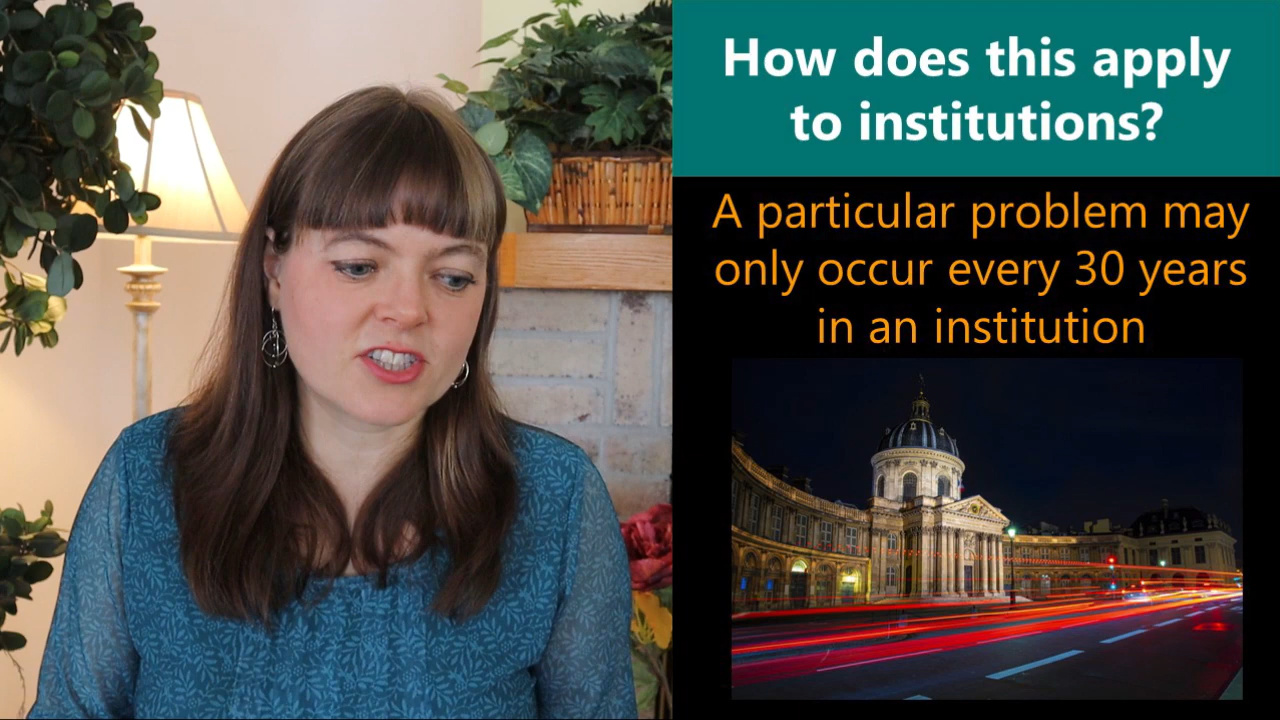 How does this apply
to institutions?
A particular problem may
only occur every 30 years
in an institution